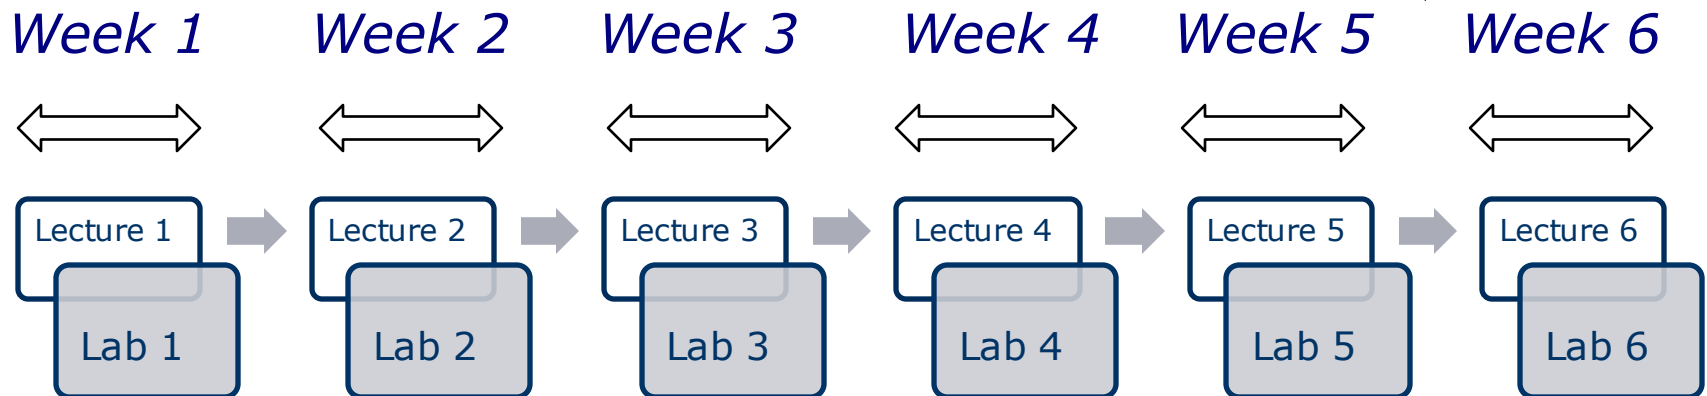 Week 1 Week 2 Week 3 Week 4 Week 5 Week 6
Lecture 1 Lecture 2 Lecture 3 Lecture 4 Lecture 5 Lecture 6
Lab 1 Lab 2 Lab 3 Lab 4 Lab 5 Lab 6